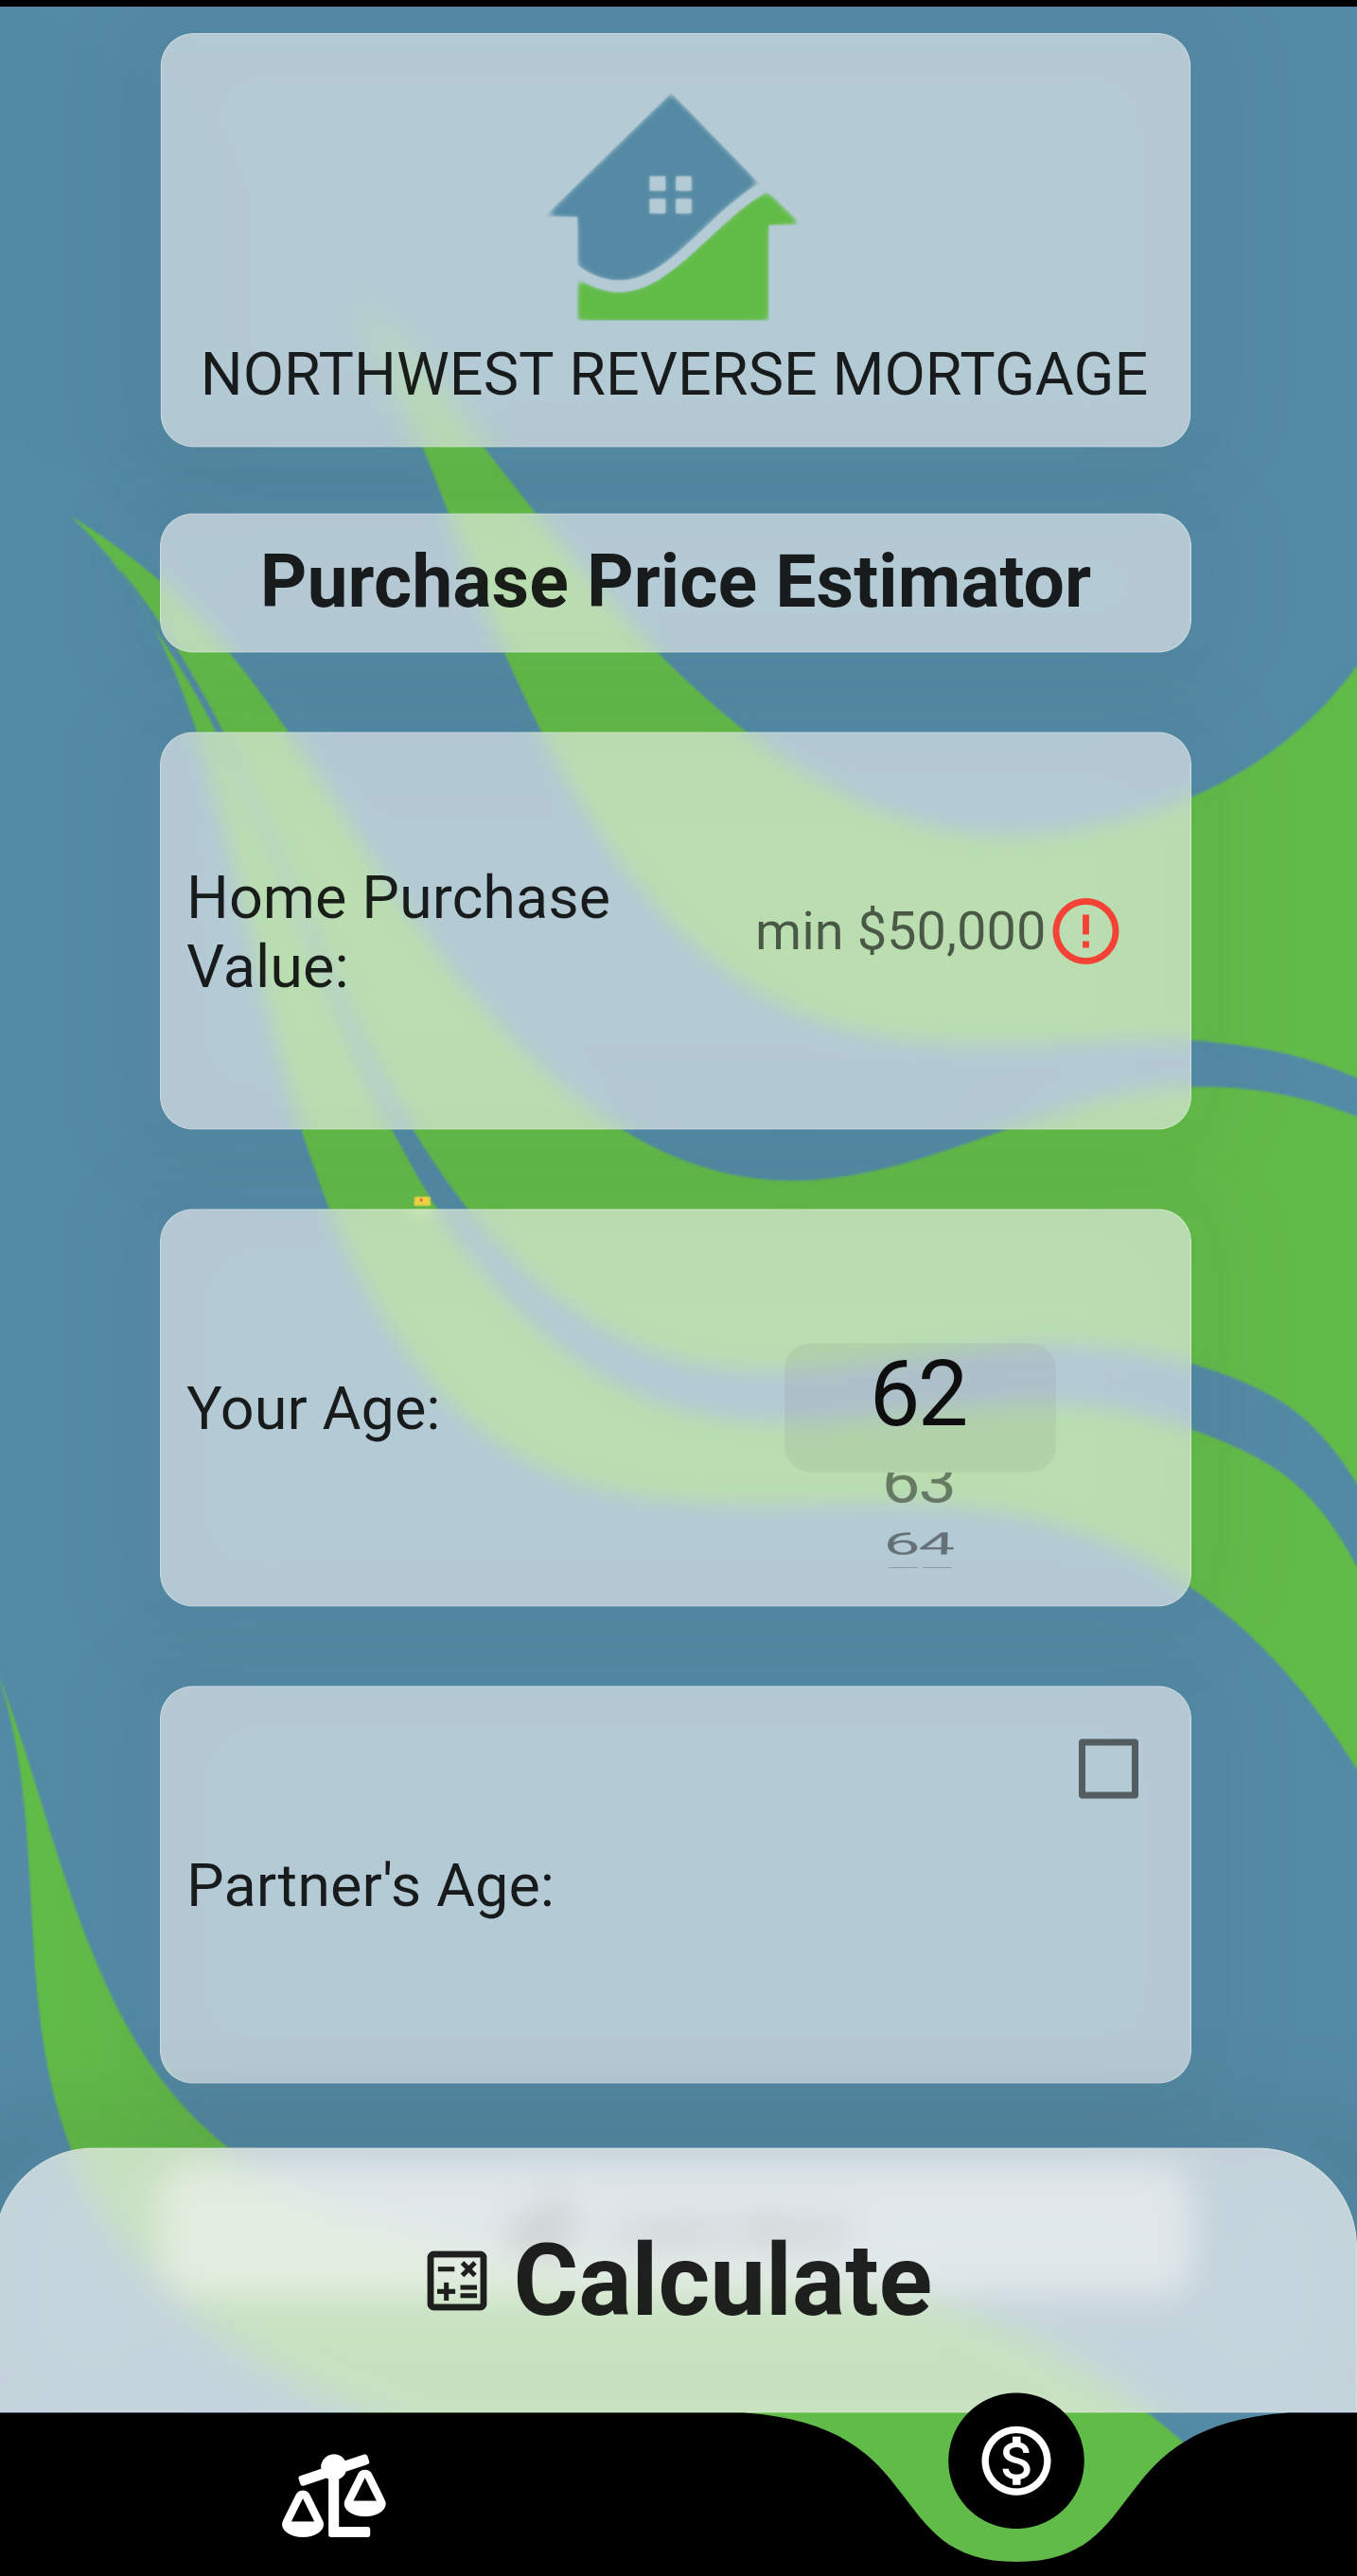 NORTHWEST REVERSE MORTGAGE
Purchase Price Estimator
Home Purchase
Value:
min $50,000
Your Age:
62
63
64
Partner's Age:
Calculate